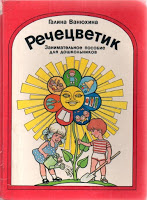 Галина Ванюхина
Речецветик
Занимательное пособие
для дошкольников